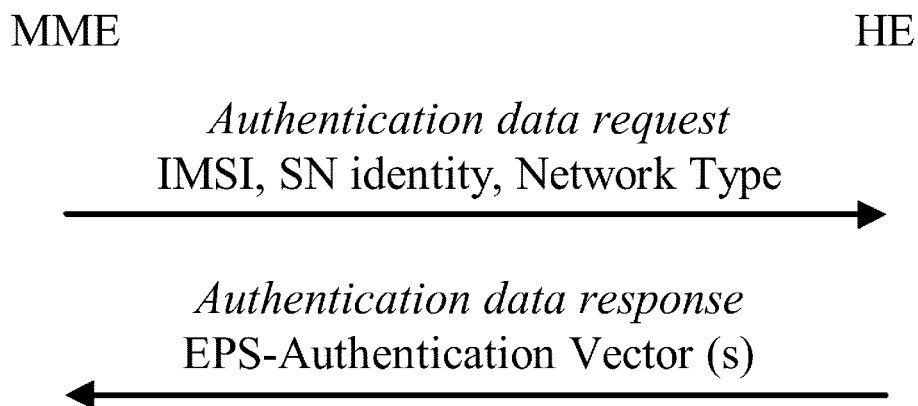 MME HE
Authentication data request
IMSI, SN identity, Network Type
Authentication data response
EPS-Authentication Vector (s)